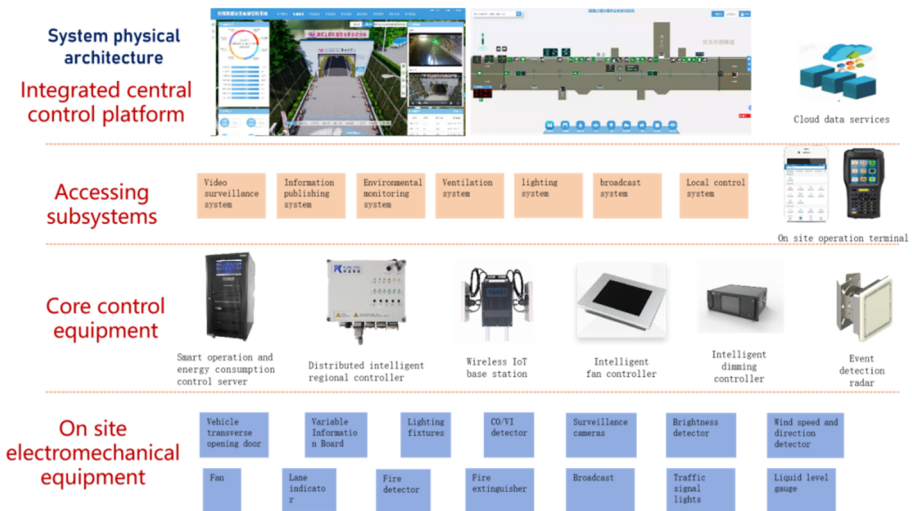 System physical
architecture
Integrated central
control platform
Cloud data services
Accessing
subsystems
Video
surveillance
system
Information
publishing
system
Environmental
monitoring
system
Ventilation
system
lighting
system
broadcast
system
Local control
system
On site operation terminal
Core control
equipment
Smart operation and
energy consumption
control server
Distributed intelligent
regional controller
Wireless IoT
base station
Intelligent
fan controller
Intelligent
dimming
controller
Event
detection
radar
On site
electromechanical
equipment
Vehicle
transverse
opening door
Variable
Informatio
n Board
Lighting
fixtures
CO/VI
detector
Surveillance
cameras
Brightness
detector
Wind speed and
direction
detector
Fan
Lane
indicato
r
Fire
detector
Fire
extinguisher
Broadcast
Traffic
signal
lights
Liquid level
gauge